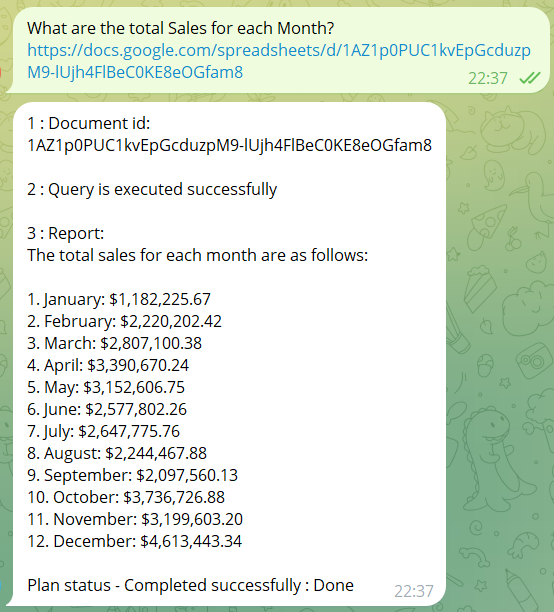 What are the total Sales for each Month?
https://docs.google.com/spreadsheets/d/1AZ1p0PUC1kvEpGcduzp
M9-lUjh4FlBeC0KE8eOGfam8
22:37
1 : Document id:
1AZ1p0PUC1kvEpGcduzpM9-lUjh4FlBeC0KE8eOGfam8
2 : Query is executed successfully
3 : Report:
The total sales for each month are as follows:
1. January: $1,182,225.67
2. February: $2,220,202.42
3. March: $2,807,100.38
4. April: $3,390,670.24
5. May: $3,152,606.75
6. June: $2,577,802.26
7. July: $2,647,775.76
8. August: $2,244,467.88
9. September: $2,097,560.13
10. October: $3,736,726.88
11. November: $3,199,603.20
12. December: $4,613,443.34
Plan status - Completed successfully : Done
22:37